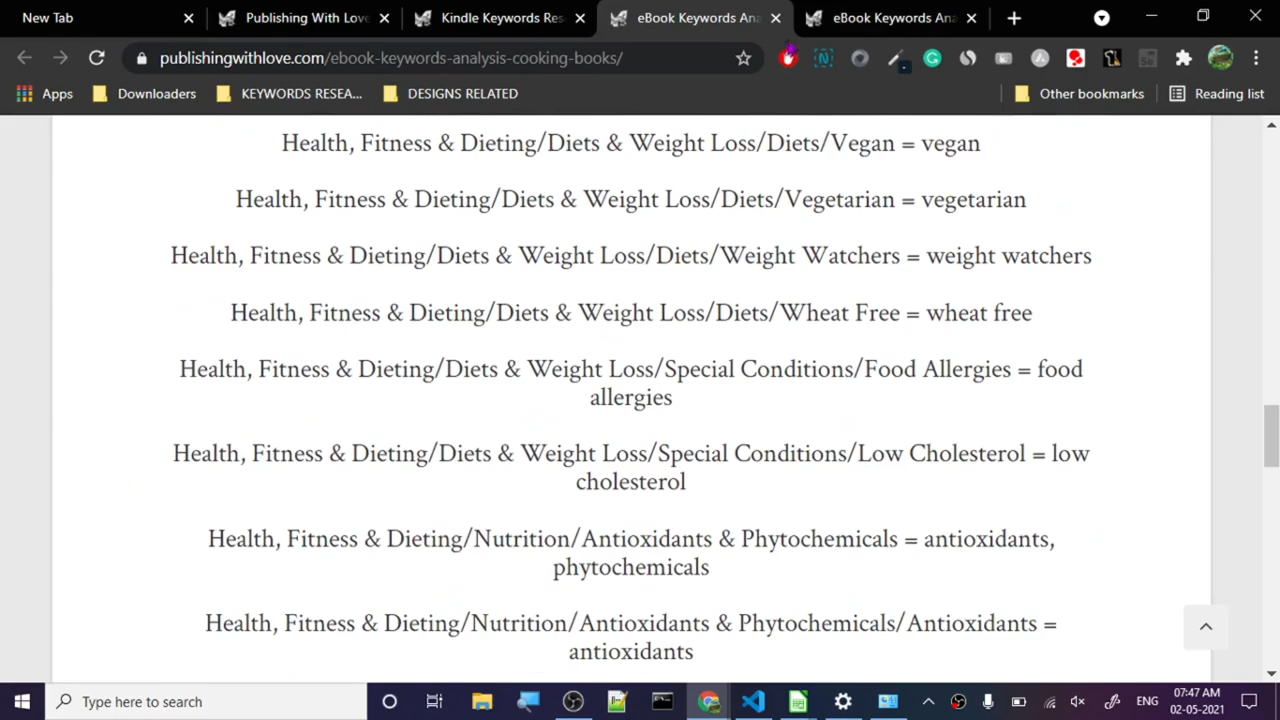 New Tab
Publishing With Love
Kindle Keywords Res
eBook Keywords Ana
eBook Keywords Ana
publishingwithlove.com/ebook-keywords-analysis-cooking-books/
Apps
Downloaders
KEYWORDS RESEA...
DESIGNS RELATED
Other bookmarks
Reading list
Health, Fitness & Dieting/Diets & Weight Loss/Diets/Vegan = vegan
Health, Fitness & Dieting/Diets & Weight Loss/Diets/Vegetarian = vegetarian
Health, Fitness & Dieting/Diets & Weight Loss/Diets/Weight Watchers = weight watchers
Health, Fitness & Dieting/Diets & Weight Loss/Diets/Wheat Free = wheat free
Health, Fitness & Dieting/Diets & Weight Loss/Special Conditions/Food Allergies = food
allergies
Health, Fitness & Dieting/Diets & Weight Loss/Special Conditions/Low Cholesterol = low
cholesterol
Health, Fitness & Dieting/Nutrition/Antioxidants & Phytochemicals = antioxidants,
phytochemicals
Health, Fitness & Dieting/Nutrition/Antioxidants & Phytochemicals/Antioxidants =
antioxidants
Type here to search
ENG
07:47 AM
02-05-2021